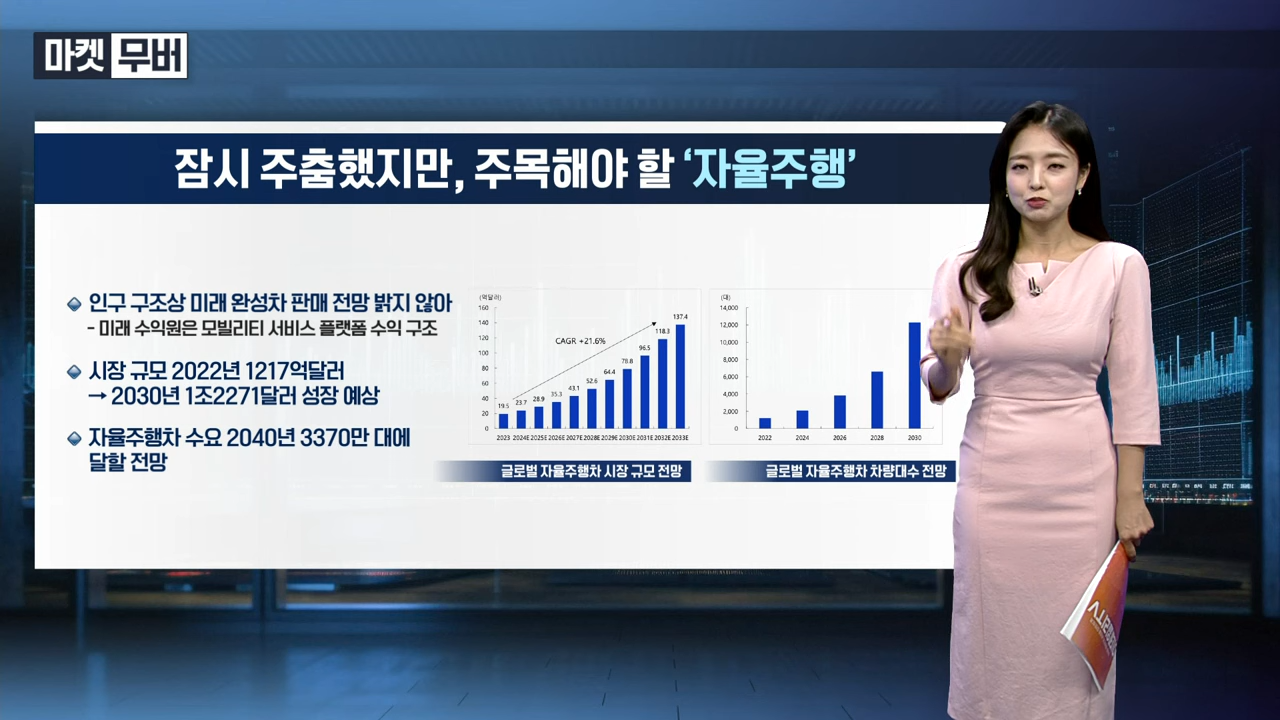 마켓 무버
잠시 주춤했지만, 주목해야 할 ‘자율주행’
인구 구조상 미래 완성차 판매 전망 밝지 않아
- 미래 수익원은 모빌리티 서비스 플랫폼 수익 구조
시장 규모 2022년 1217억달러
→ 2030년 1조2271달러 성장 예상
자율주행차 수요 2040년 3370만 대에
달할 전망
(억달러)
160
140
120
100
80
60
40
20
0
CAGR +21.6%
19.5 23.7 28.9 35.3 43.1 52.6 64.4 78.8 96.5 118.3 137.4
2023 2024E 2025E 2026E 2027E 2028E 2029E 2030E 2031E 2032E 2033E
글로벌 자율주행차 시장 규모 전망
(대)
14,000
12,000
10,000
8,000
6,000
4,000
2,000
0
2022 2024 2026 2028 2030
글로벌 자율주행차 차량대수 전망